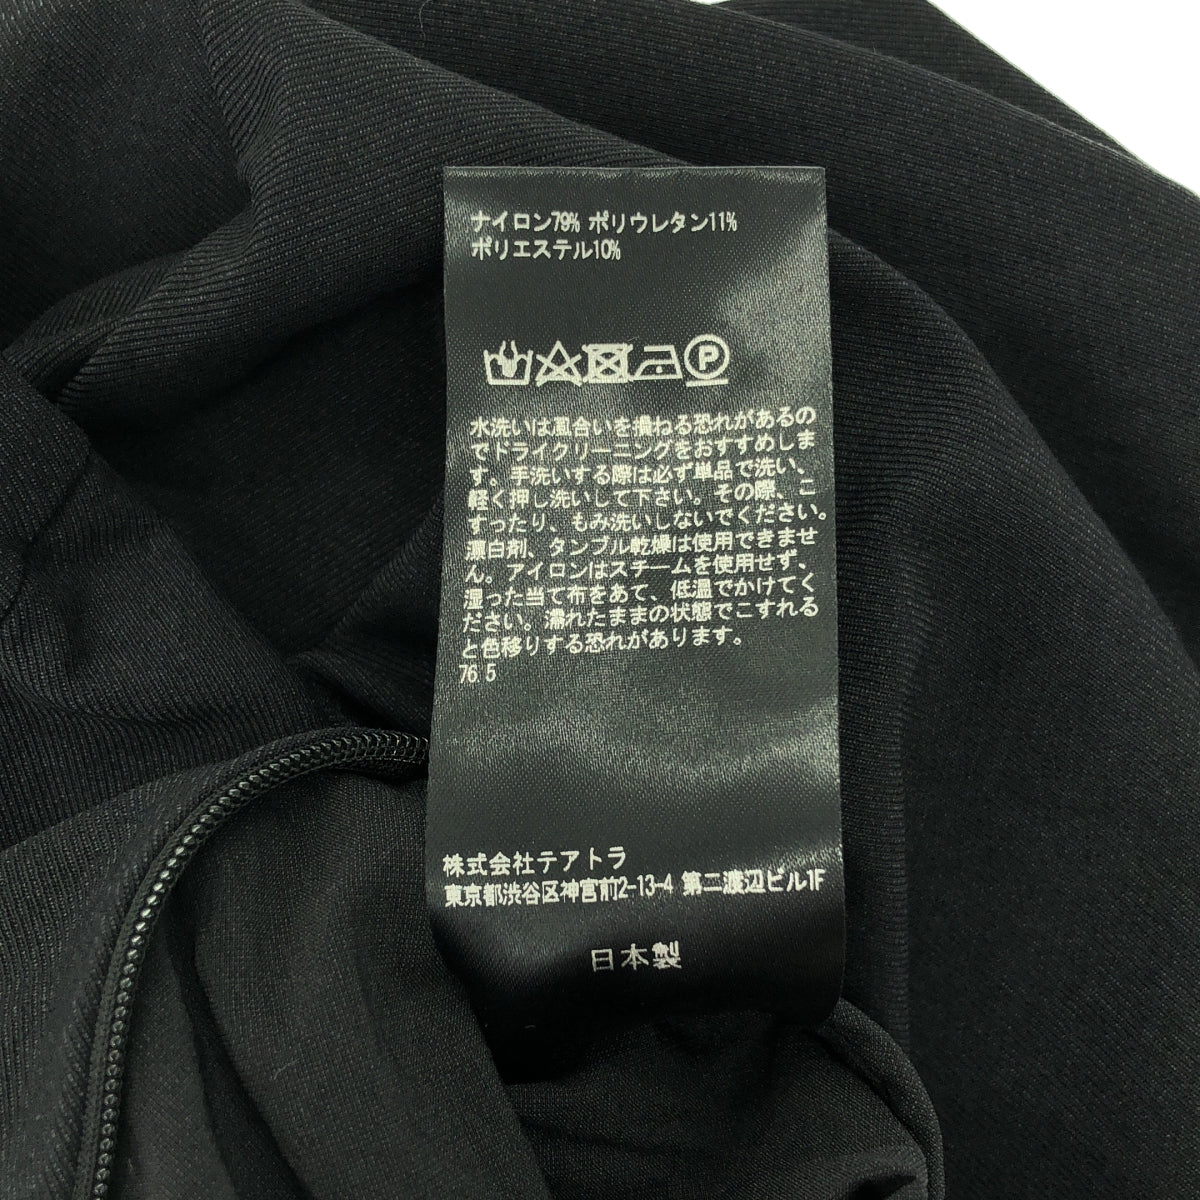 ナイロン79% ポリウレタン11%
ポリエステル10%
P
水洗いは風合いを損ねる恐れがあるの
でドライクリーニングをおすすめしま
す。手洗いする際は必ず単品で洗い、
軽く押し洗いして下さい。その際、こ
すったり、もみ洗いしないでください。
漂白剤、タンブル乾燥は使用できませ
ん。アイロンはスチームを使用せず、
湿った当て布をあて、低温でかけてく
ださい。濡れたままの状態でこすれる
と色移りする恐れがあります。
76.5
株式会社テアトラ
東京都渋谷区神宮前2-13-4 第二渡辺ビル1F
日本製